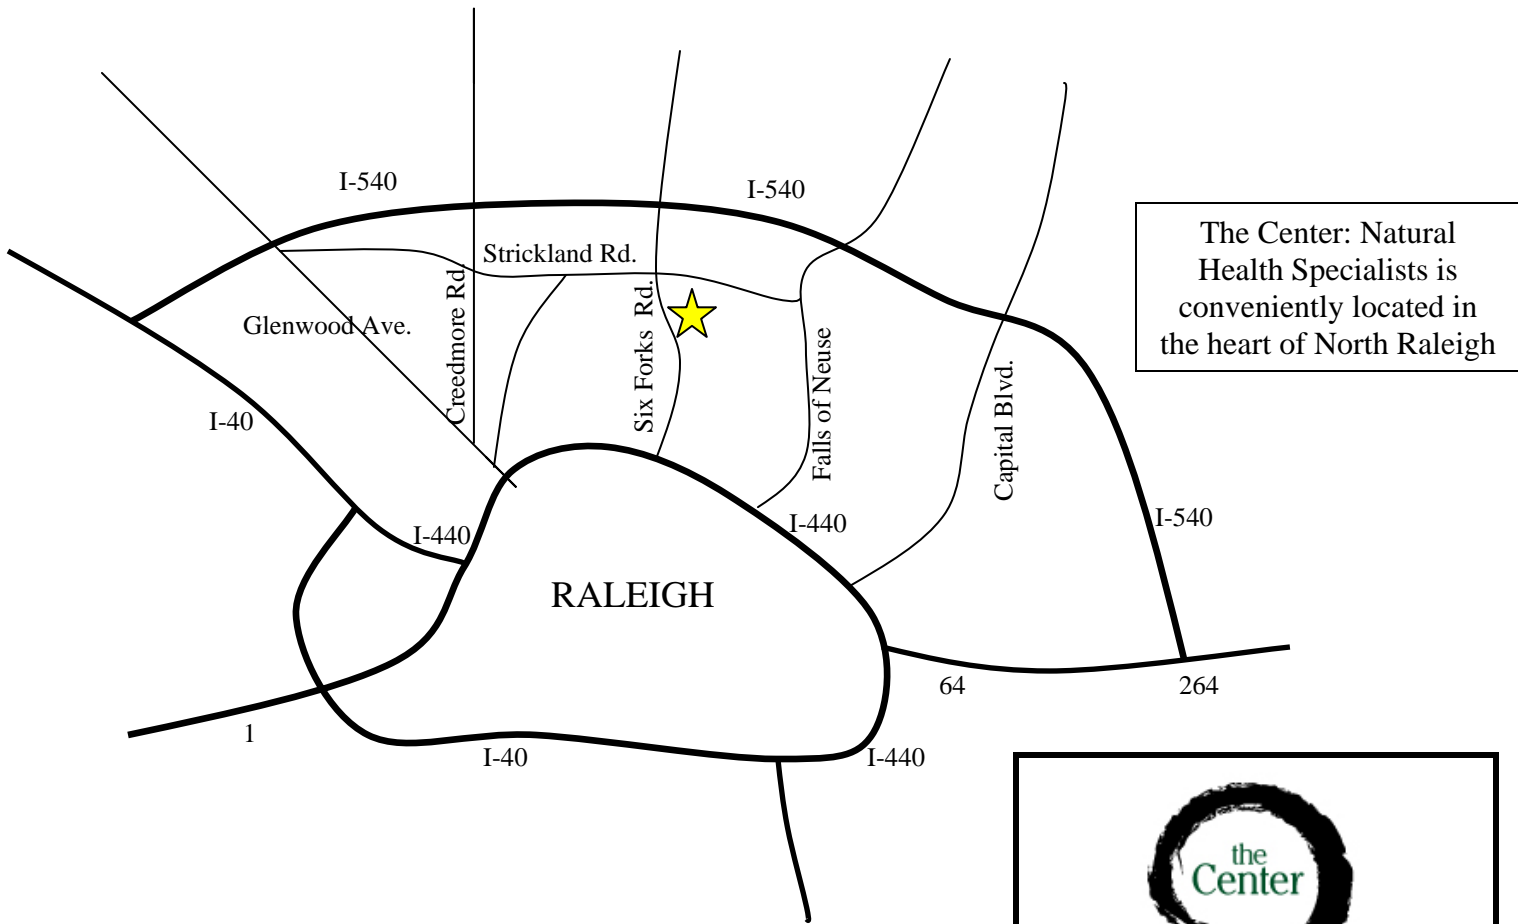 I-540
I-540
The Center: Natural
Health Specialists is
conveniently located in
the heart of North Raleigh
Strickland Rd.
Glenwood Ave.
Creedmore Rd.
Six Forks Rd.
Falls of Neuse
Capital Blvd.
I-40
I-440
I-440
I-540
RALEIGH
64
264
1
I-40
I-440
the
Center